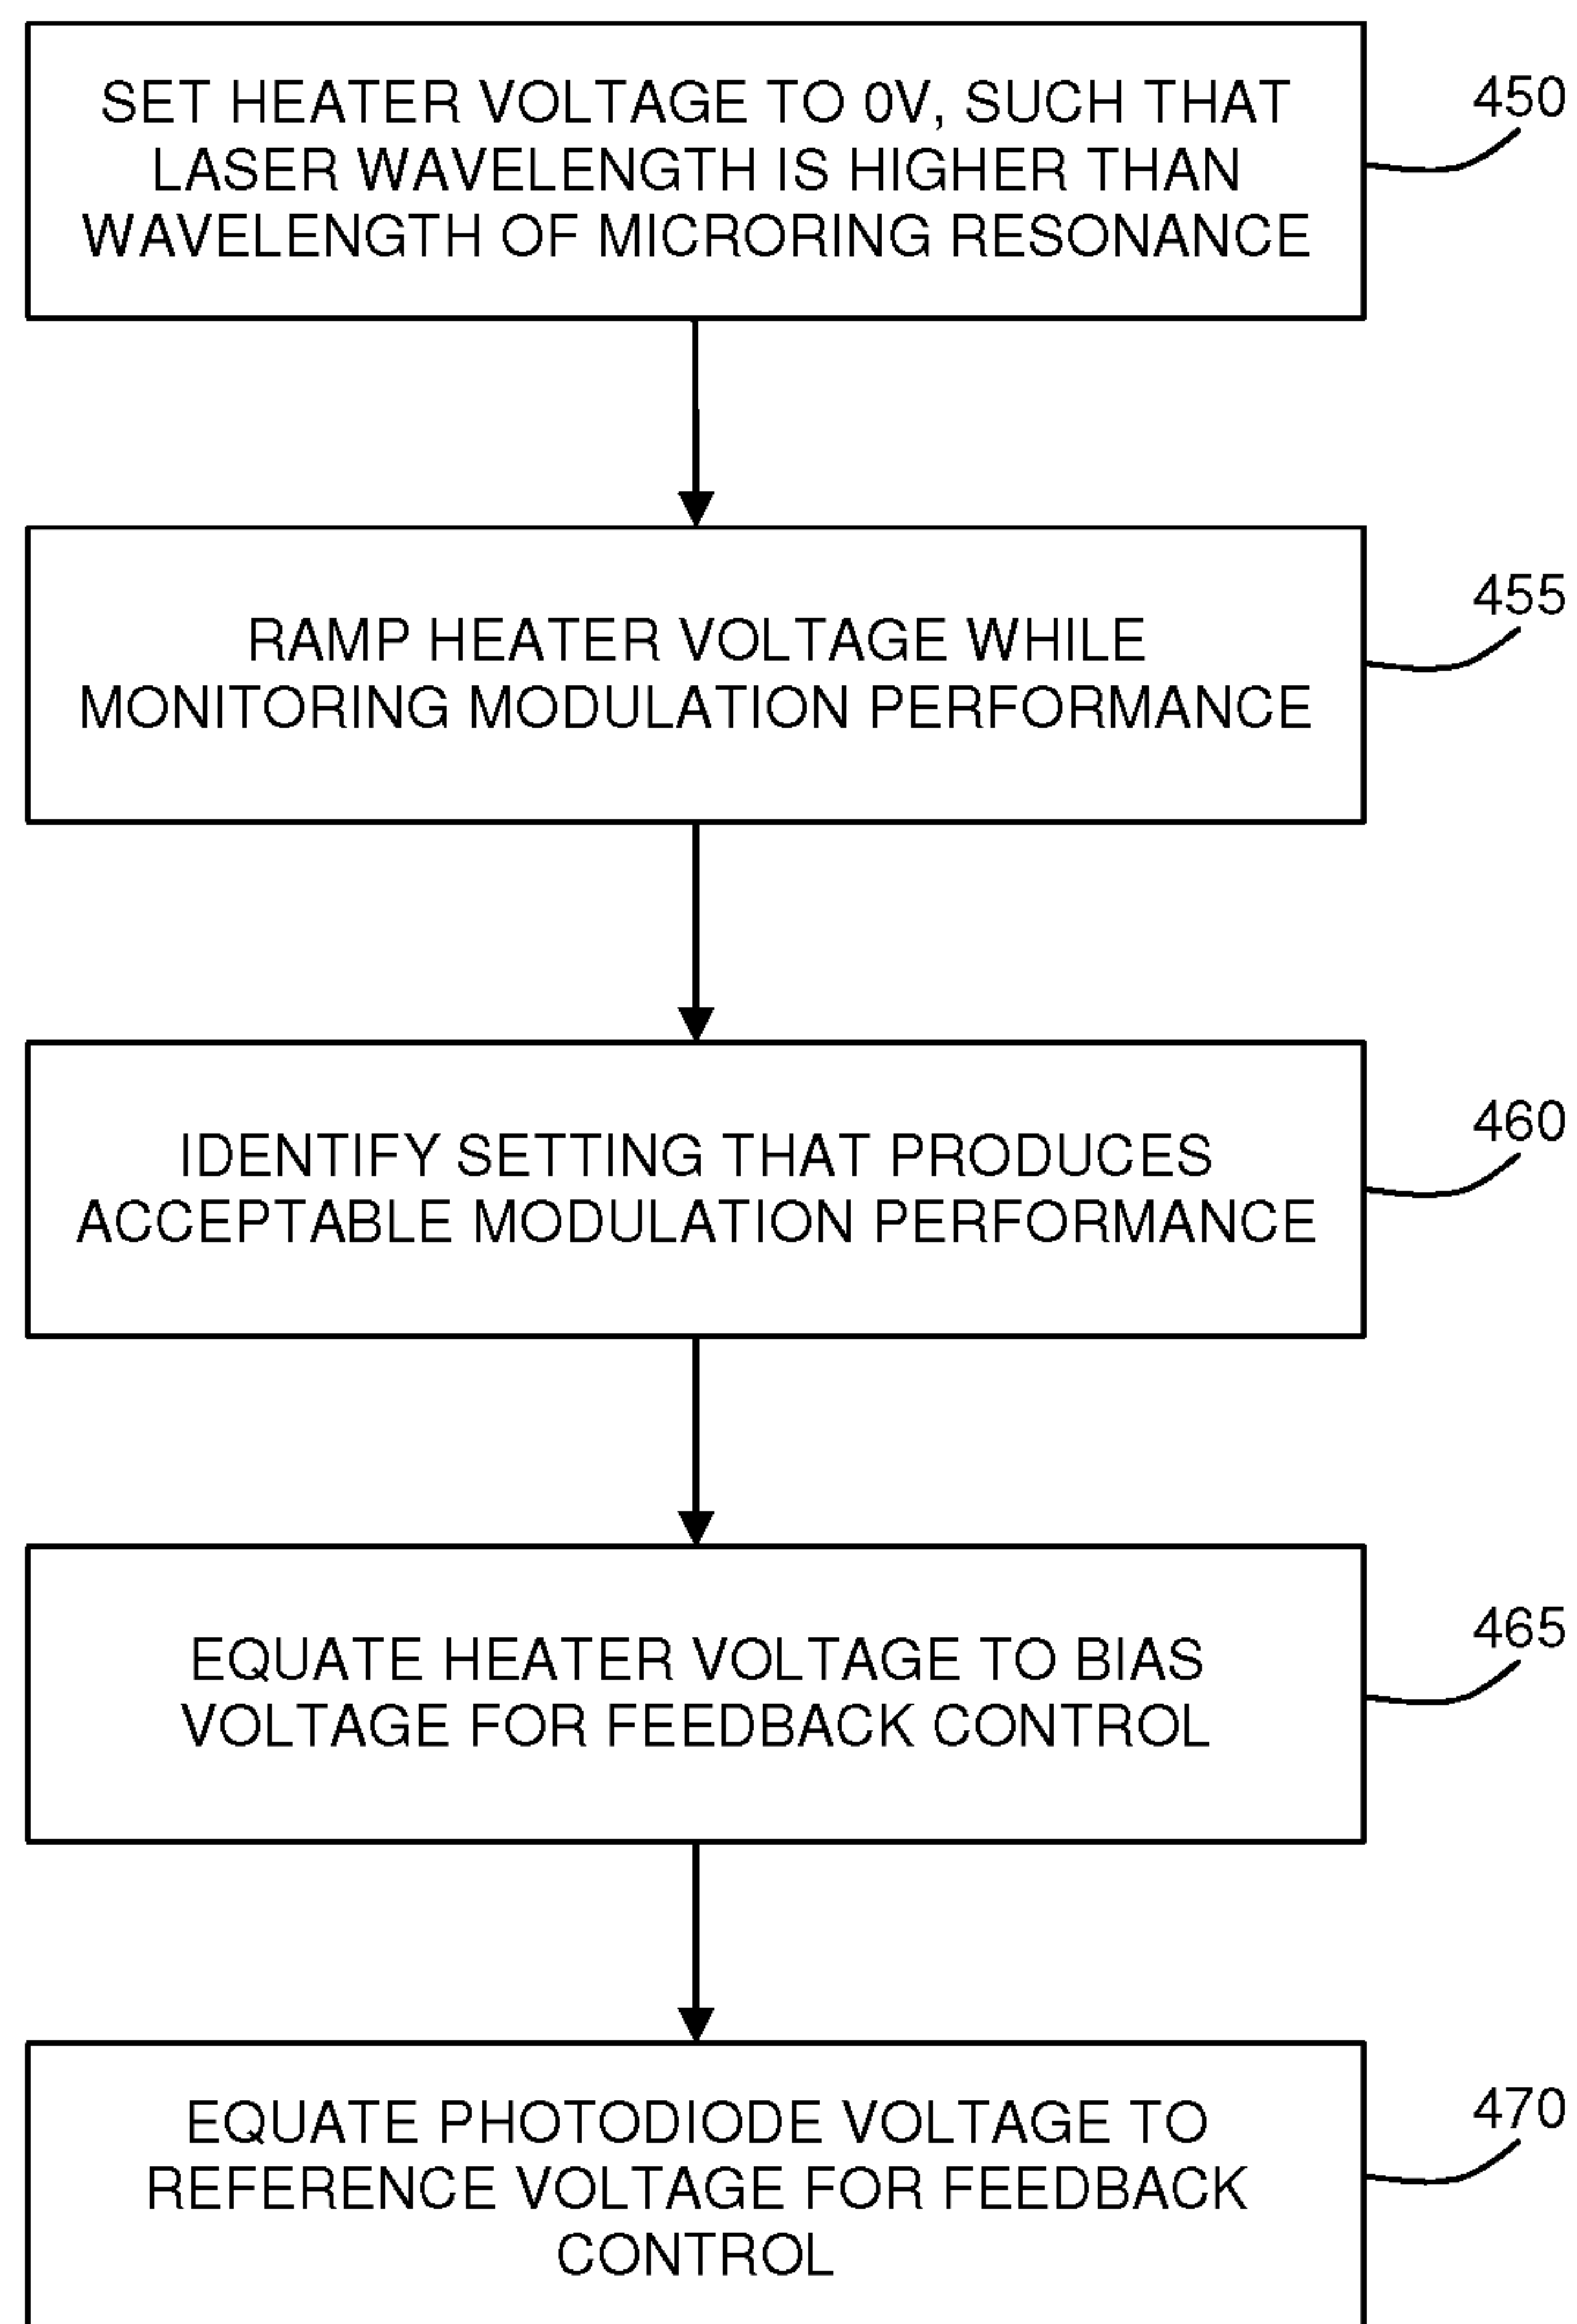 SET HEATER VOLTAGE TO 0V, SUCH THAT
LASER WAVELENGTH IS HIGHER THAN
WAVELENGTH OF MICRORING RESONANCE
450
RAMP HEATER VOLTAGE WHILE
MONITORING MODULATION PERFORMANCE
455
IDENTIFY SETTING THAT PRODUCES
ACCEPTABLE MODULATION PERFORMANCE
460
EQUATE HEATER VOLTAGE TO BIAS
VOLTAGE FOR FEEDBACK CONTROL
465
EQUATE PHOTODIODE VOLTAGE TO
REFERENCE VOLTAGE FOR FEEDBACK
CONTROL
470